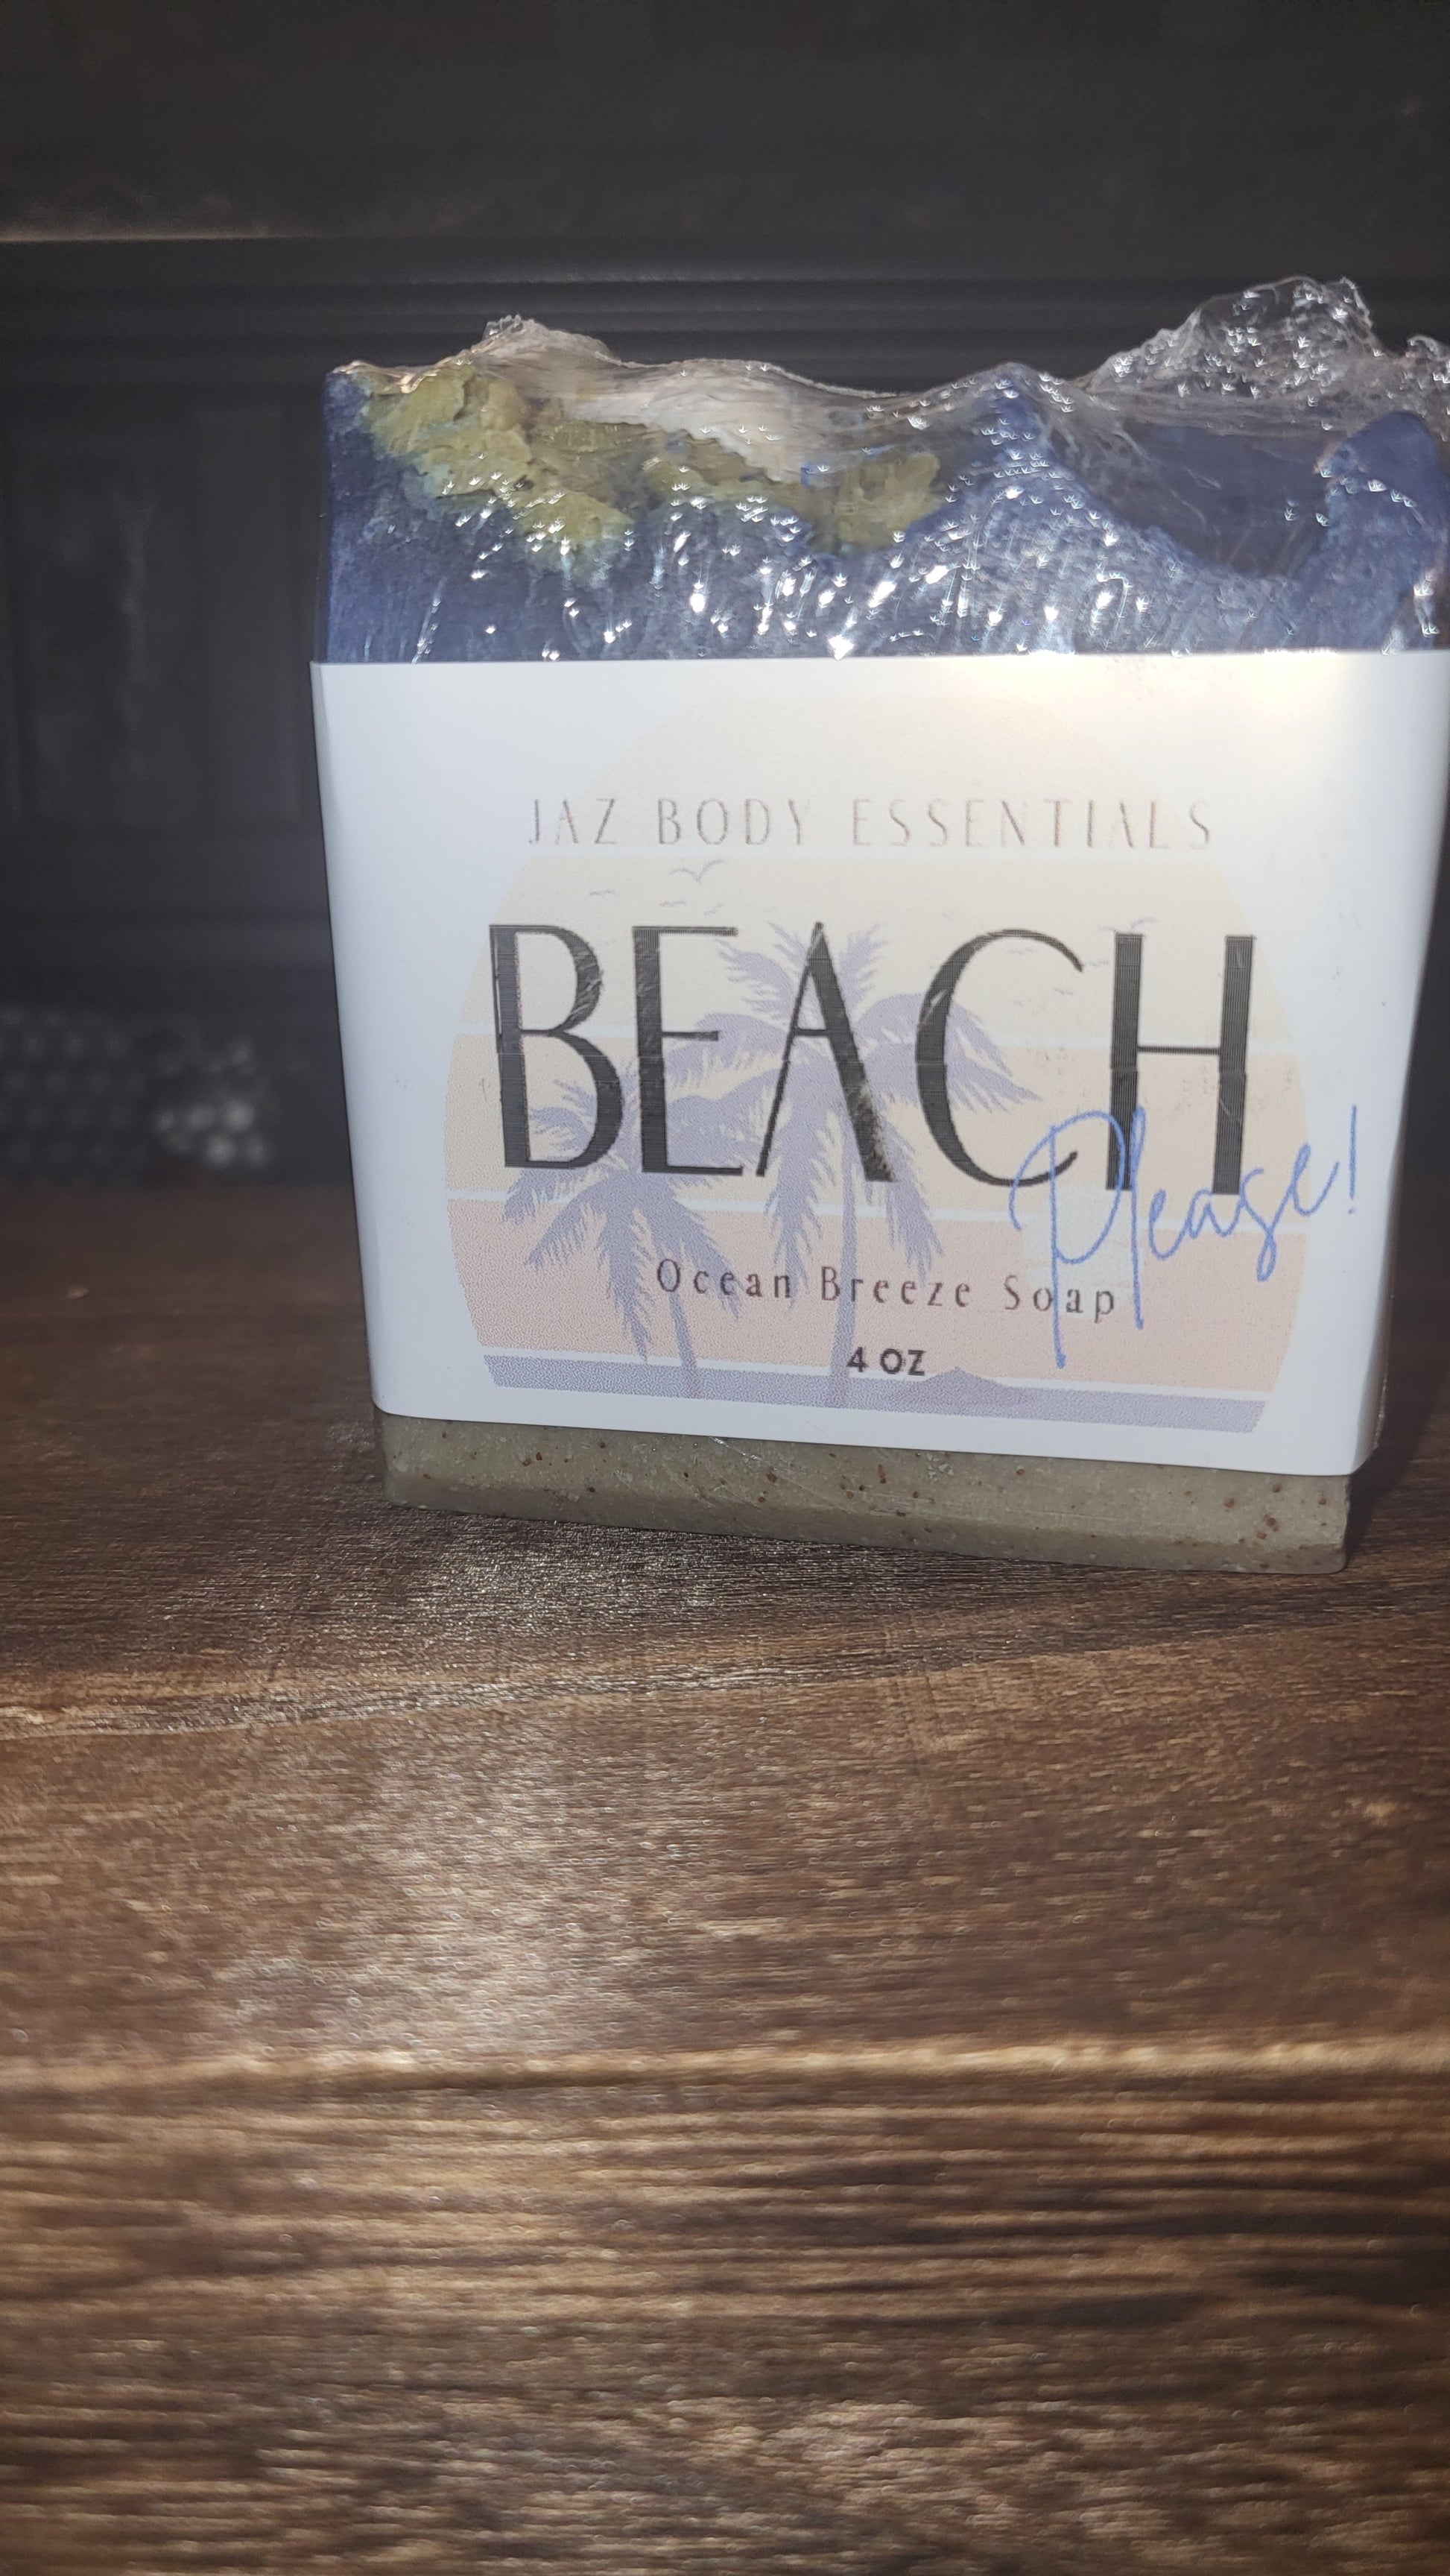 JAZ BODY ESSENTIALS
BEACH
Please!
Ocean Breeze Soap
4 OZ